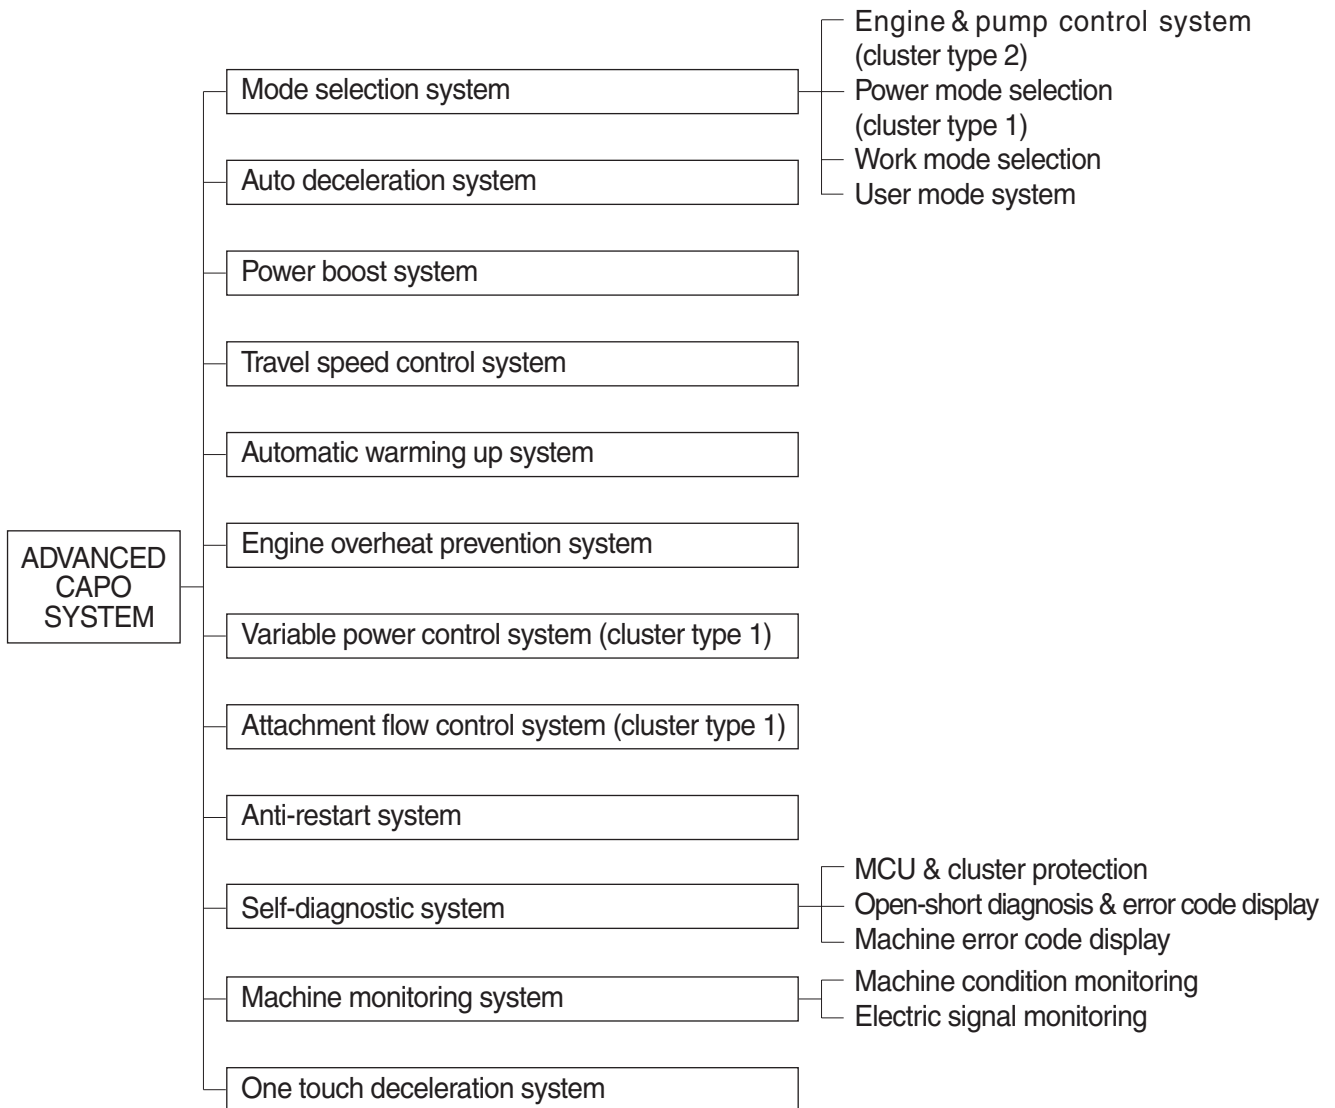 Engine & pump control system
(cluster type 2)
Mode selection system
Power mode selection
(cluster type 1)
Work mode selection
Auto deceleration system
User mode system
Power boost system
Travel speed control system
Automatic warming up system
Engine overheat prevention system
ADVANCED
CAPO
SYSTEM
Variable power control system (cluster type 1)
Attachment flow control system (cluster type 1)
Anti-restart system
MCU & cluster protection
Self-diagnostic system
Open-short diagnosis & error code display
Machine error code display
Machine condition monitoring
Machine monitoring system
Electric signal monitoring
One touch deceleration system